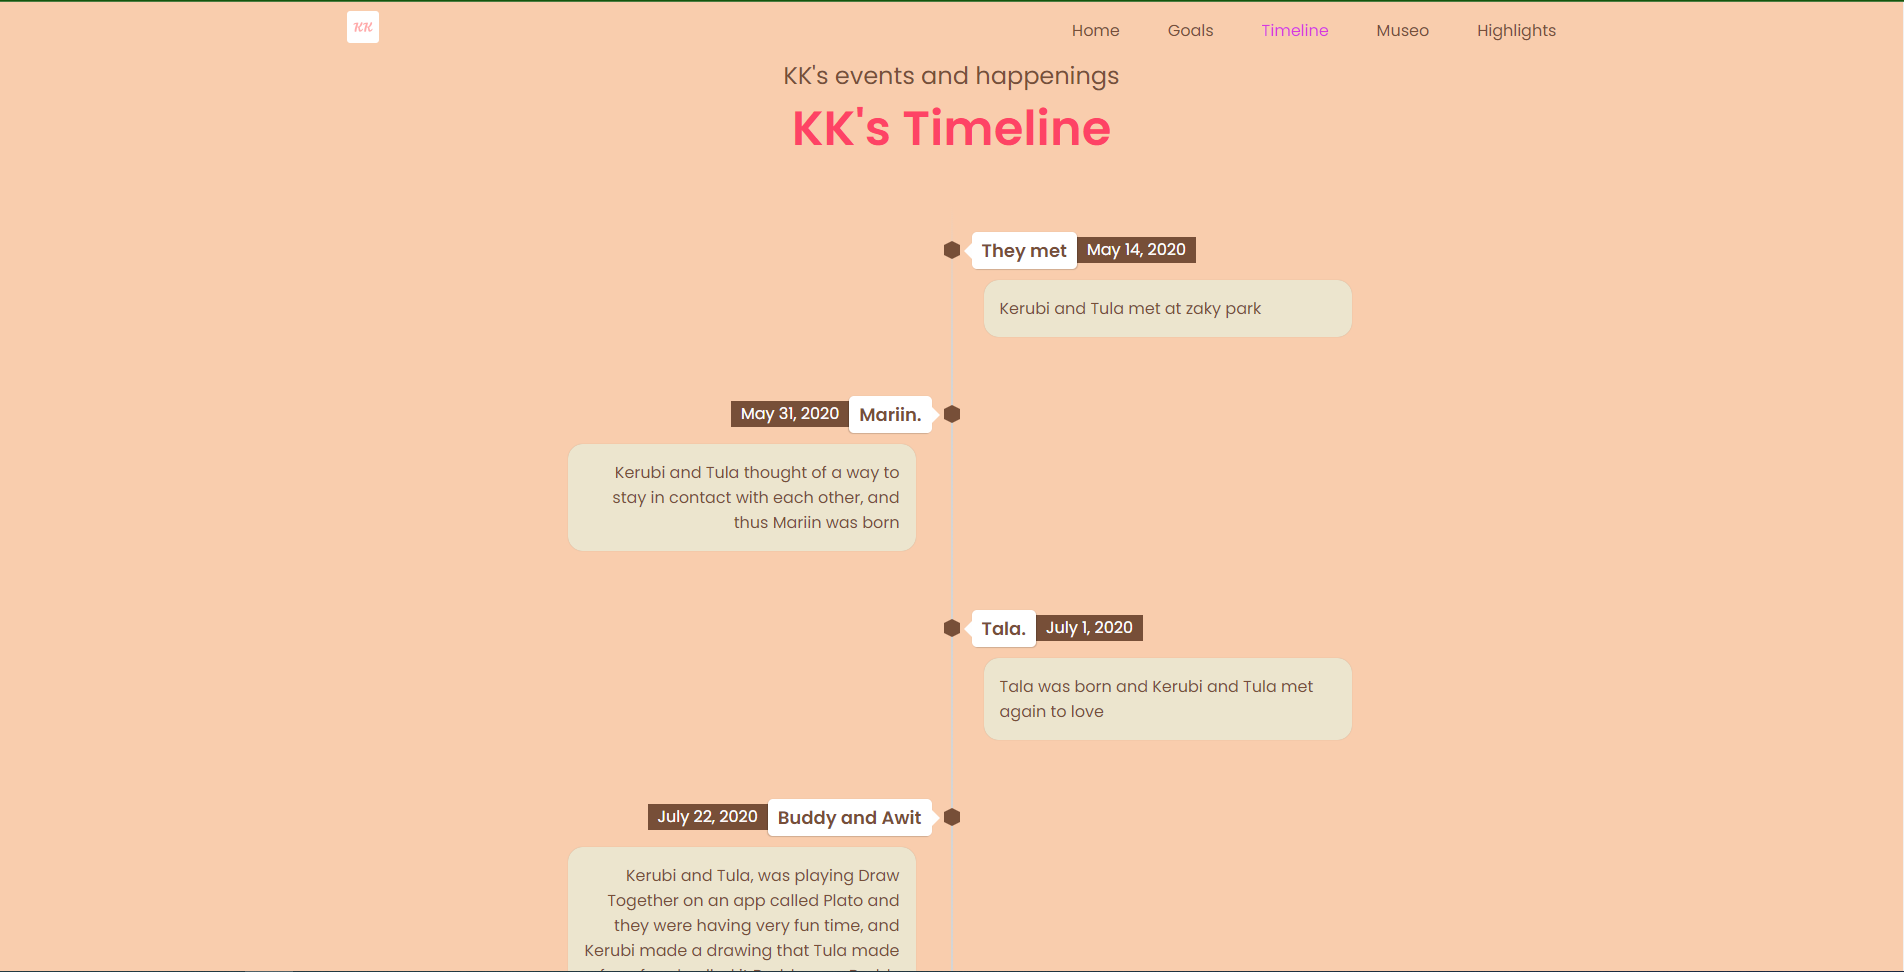 KK
Home Goals Timeline Museo Highlights
KK's events and happenings
KK's Timeline
They met May 14, 2020
Kerubi and Tula met at zaky park
May 31, 2020 Mariin.
Kerubi and Tula thought of a way to
stay in contact with each other, and
thus Mariin was born
Tala. July 1, 2020
Tala was born and Kerubi and Tula met
again to love
July 22, 2020 Buddy and Awit
Kerubi and Tula, was playing Draw
Together on an app called Plato and
they were having very fun time, and
Kerubi made a drawing that Tula made